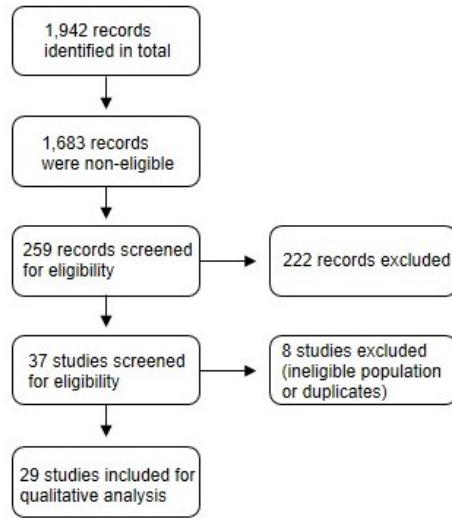 1,942 records
identified in total
1,683 records
were non-eligible
259 records screened
for eligibility
222 records excluded
37 studies screened
for eligibility
8 studies excluded
(ineligible population
or duplicates)
29 studies included for
qualitative analysis